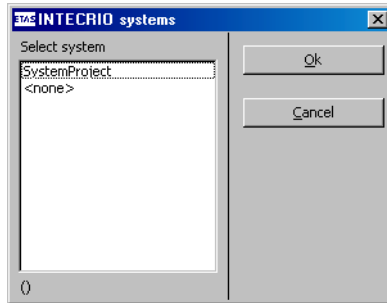 ETAS INTECRIO systems
Select system
SystemProject
<none>
()
Ok
Cancel